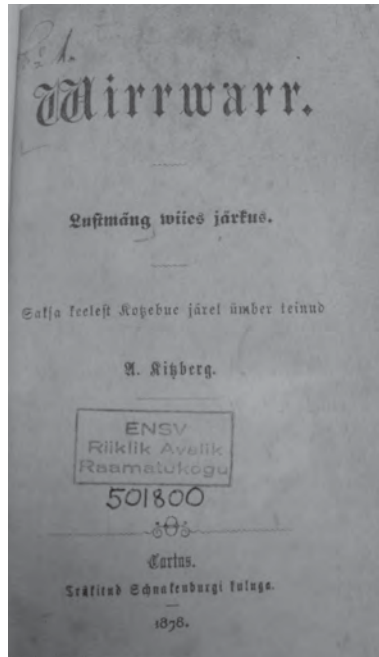 Wirrwarr.
Lustmäng wiies järkus.
Saksa keelest Kotzebue järel ümber teinud
A. Kitzberg.
ENSV
Riiklik Avalik
Raamatukogu
501800
Tartus.
Trükitud Schnakenburgi kuluga.
1878.